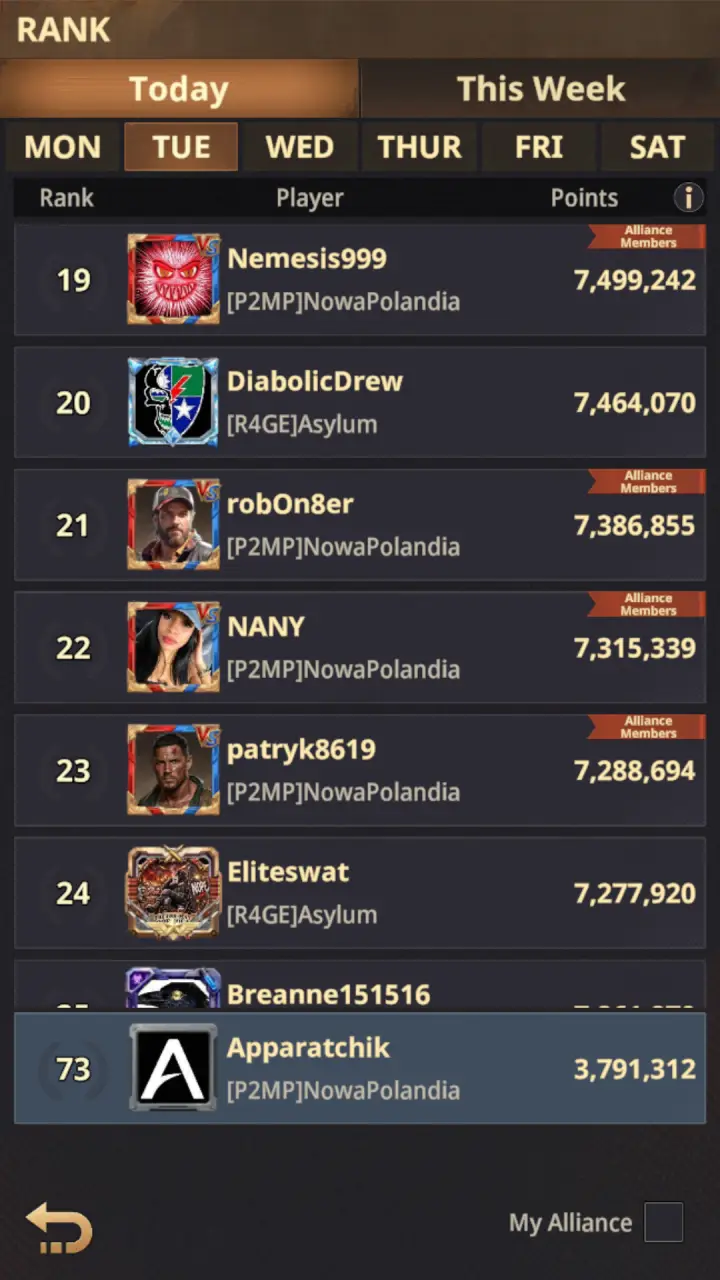 RANK
Today
This Week
MON
TUE
WED
THUR
FRI
SAT
Rank
Player
Points
Alliance
Members
19
Nemesis999
[P2MP]NowaPolandia
7,499,242
20
DiabolicDrew
[R4GE]Asylum
7,464,070
Alliance
Members
21
robOn8er
[P2MP]NowaPolandia
7,386,855
Alliance
Members
22
NANY
[P2MP]NowaPolandia
7,315,339
Alliance
Members
23
patryk8619
[P2MP]NowaPolandia
7,288,694
24
Eliteswat
[R4GE]Asylum
7,277,920
Breanne151516
73
Apparatchik
[P2MP]NowaPolandia
3,791,312
My Alliance